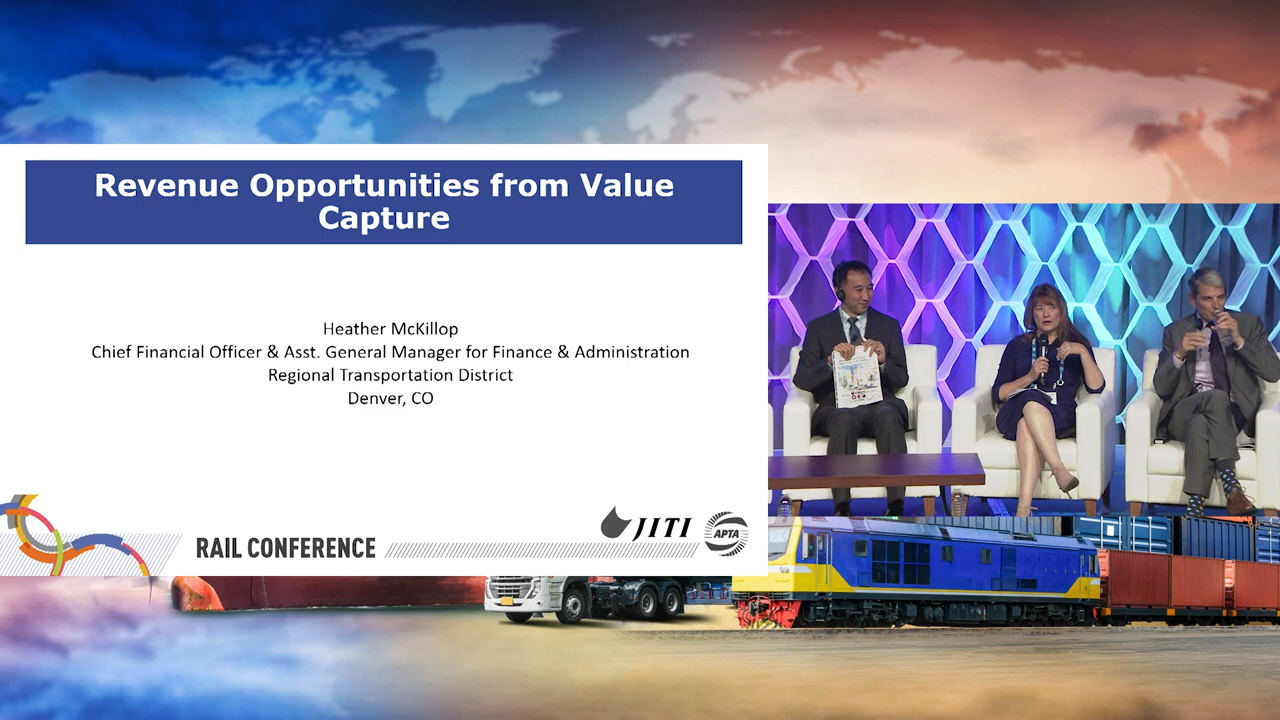 Revenue Opportunities from Value
Capture
Heather McKillop
Chief Financial Officer & Asst. General Manager for Finance & Administration
Regional Transportation District
Denver, CO
RAIL CONFERENCE
JITI
APTA